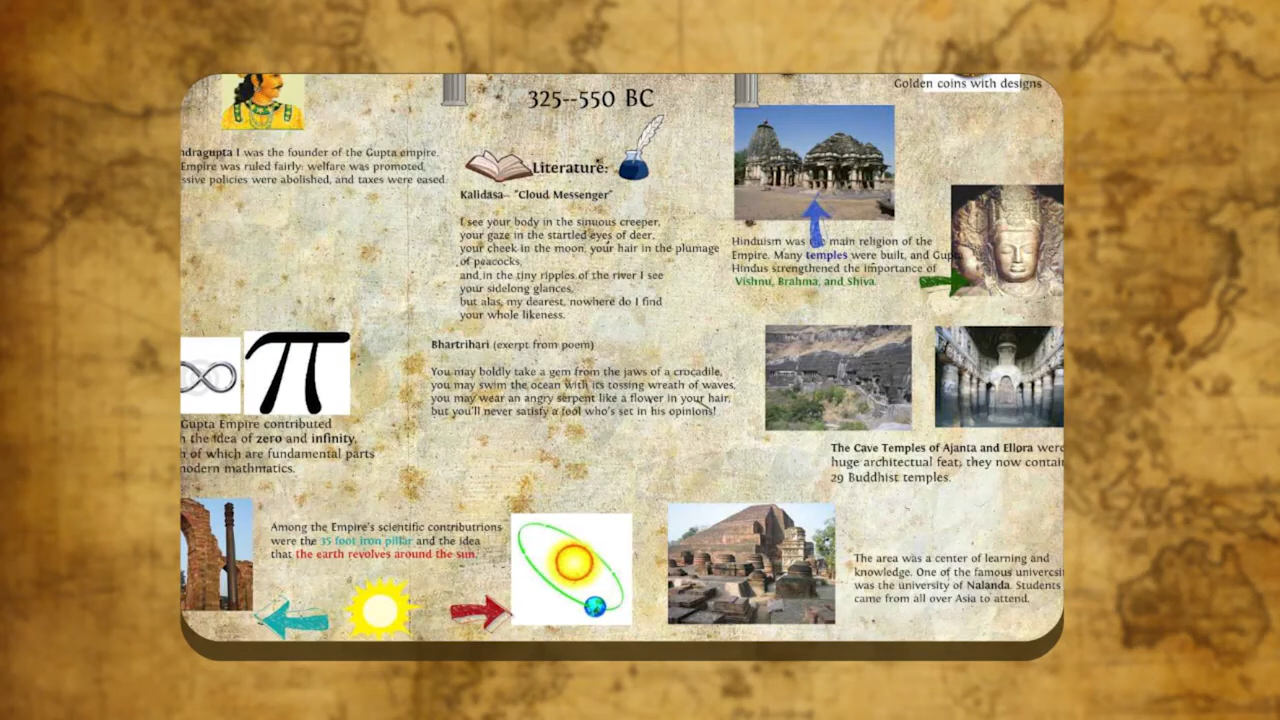 325--550 BC
Golden coins with designs
ndragupta I was the founder of the Gupta empire.
Empire was ruled fairly: welfare was promoted,
ssive policies were abolished, and taxes were eased.
Literature:
Kalidasa-- "Cloud Messenger"
I see your body in the sinuous creeper,
your gaze in the startled eyes of deer,
your cheek in the moon, your hair in the plumage
of peacocks,
and in the tiny ripples of the river I see
your sidelong glances,
but alas, my dearest, nowhere do I find
your whole likeness.
Bhartrihari (exerpt from poem)
You may boldly take a gem from the jaws of a crocodile,
you may swim the ocean with its tossing wreath of waves,
you may wear an angry serpent like a flower in your hair,
but you'll never satisfy a fool who's set in his opinions!
Hinduism was the main religion of the
Empire. Many temples were built, and Gupta
Hindus strengthened the importance of
Vishnu, Brahma, and Shiva.
π
Gupta Empire contributed
h the idea of zero and infinity,
h of which are fundamental parts
modern mathmatics.
The Cave Temples of Ajanta and Ellora were
huge architectural feat; they now contain
29 Buddhist temples.
Among the Empire's scientific contributrions
were the 35 foot iron pillar and the idea
that the earth revolves around the sun.
The area was a center of learning and
knowledge. One of the famous universi
was the university of Nalanda. Students
came from all over Asia to attend.